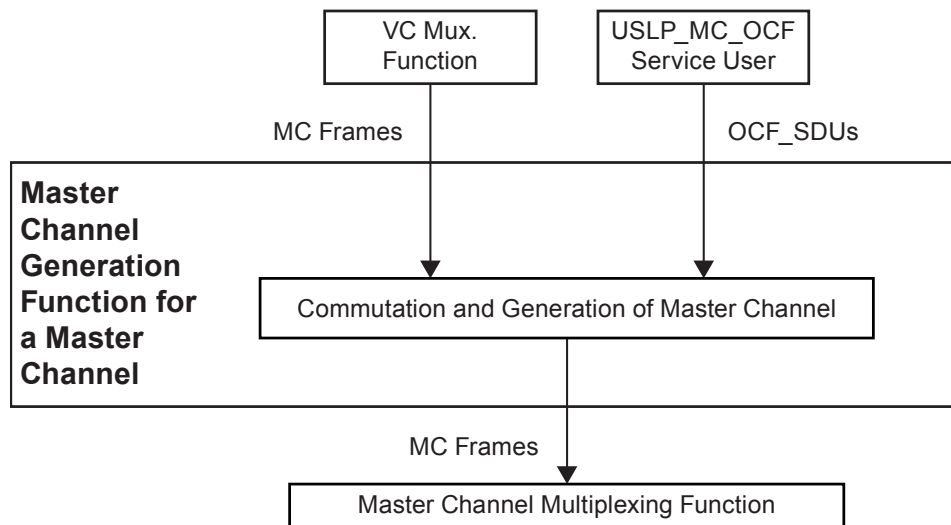 VC Mux.
Function
USLP_MC_OCF
Service User
MC Frames
OCF_SDUs
Master
Channel
Generation
Function for
a Master
Channel
Commutation and Generation of Master Channel
MC Frames
Master Channel Multiplexing Function